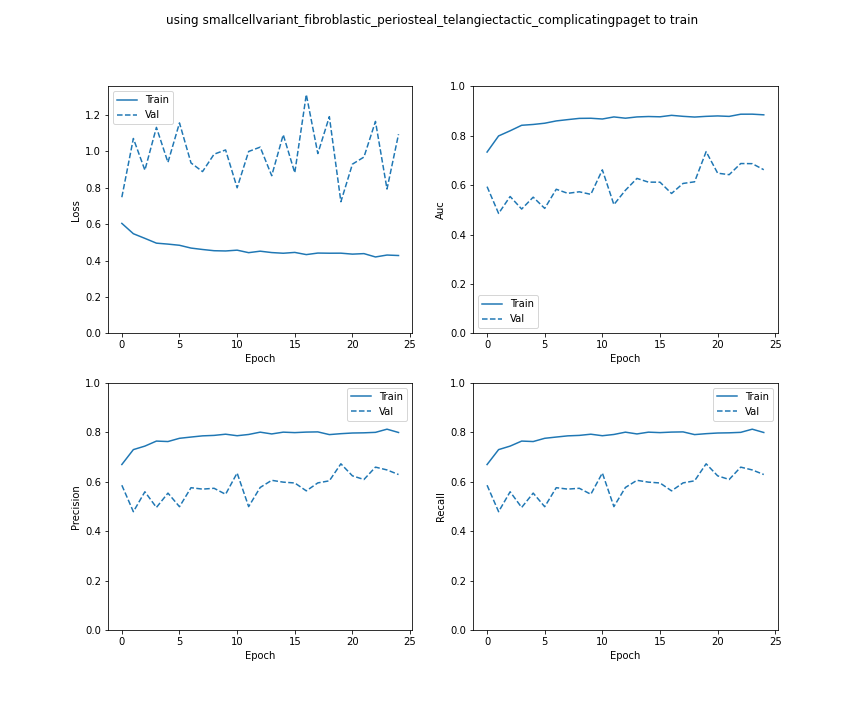 using smallcellvariant_fibroblastic_periosteal_telangiectactic_complicatingpaget to train
Train
Val
1.2
1.0
0.8
0.6
0.4
0.2
0.0
Loss
0
5
10
15
20
25
Epoch
1.0
0.8
0.6
0.4
0.2
0.0
Auc
Train
Val
0
5
10
15
20
25
Epoch
1.0
0.8
0.6
0.4
0.2
0.0
Precision
Train
Val
0
5
10
15
20
25
Epoch
1.0
0.8
0.6
0.4
0.2
0.0
Recall
Train
Val
0
5
10
15
20
25
Epoch